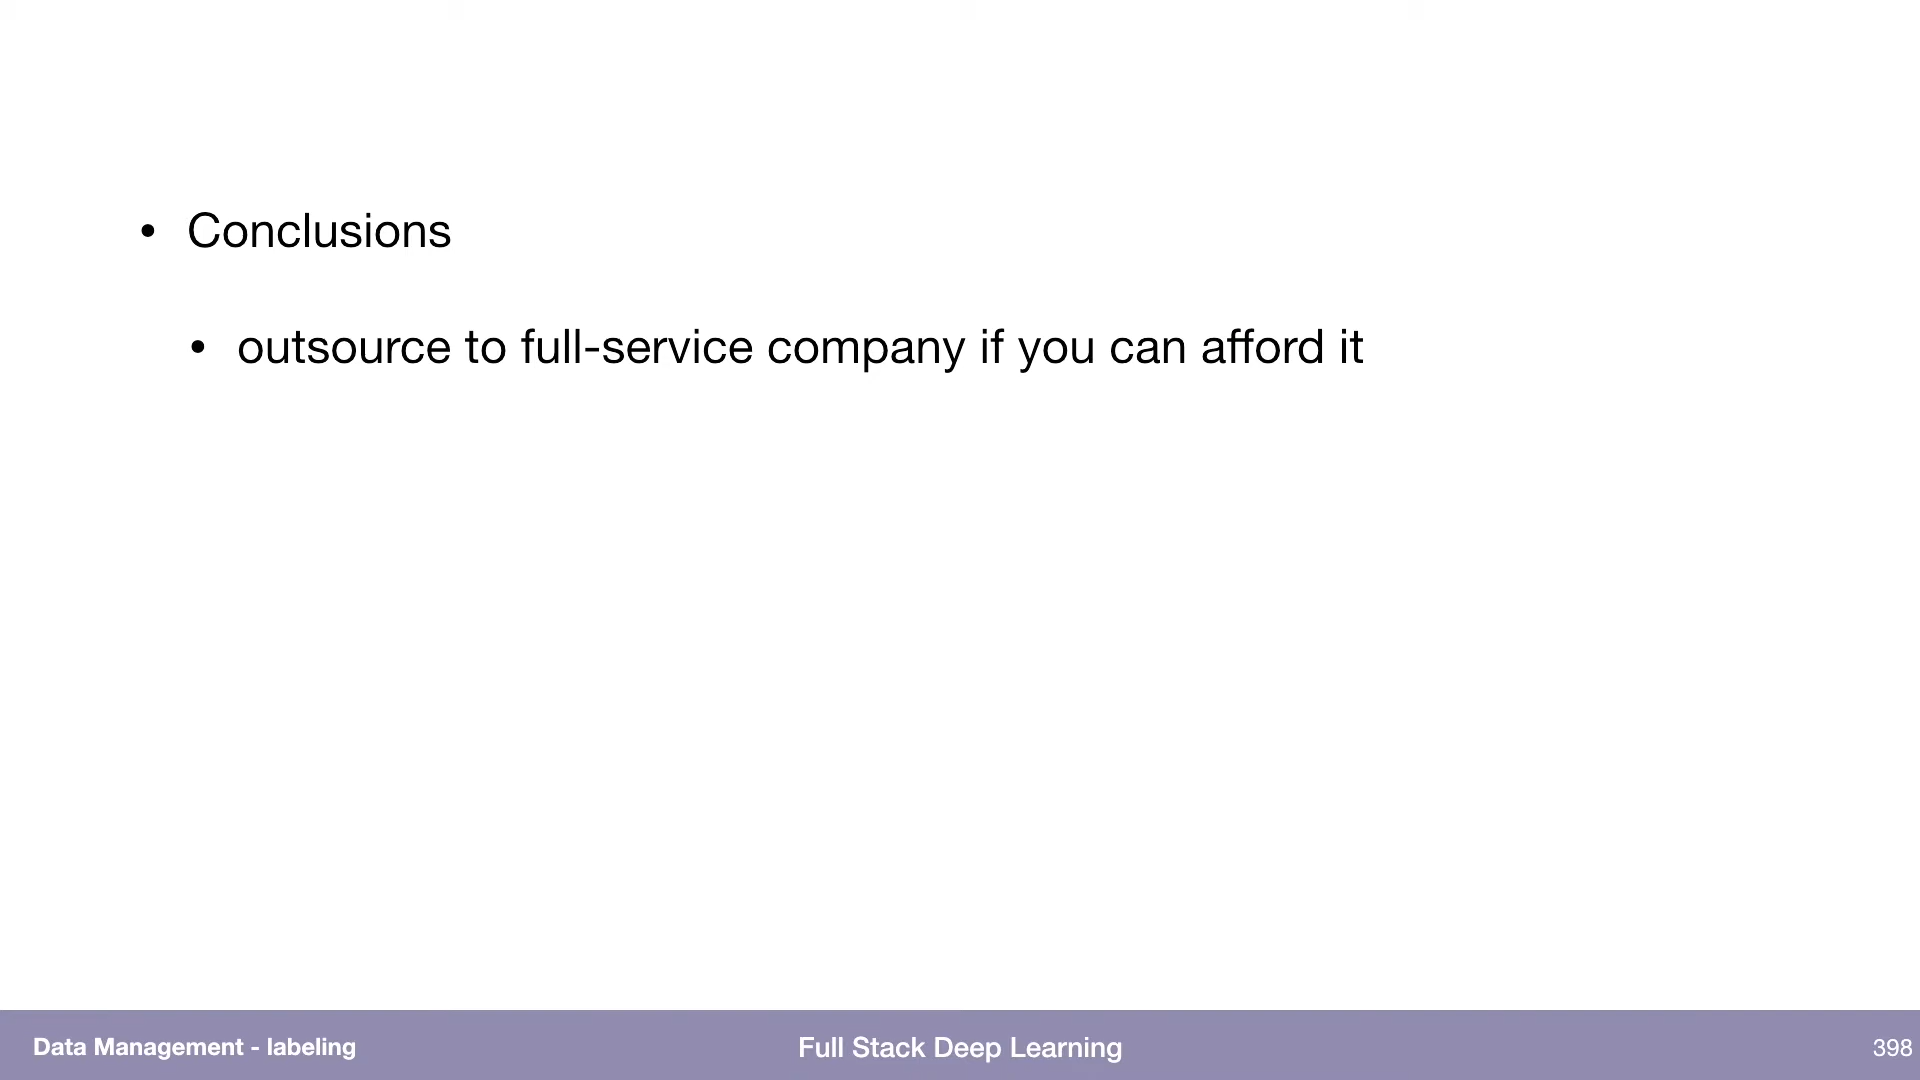 • Conclusions
• outsource to full-service company if you can afford it
Data Management - labeling
Full Stack Deep Learning
398